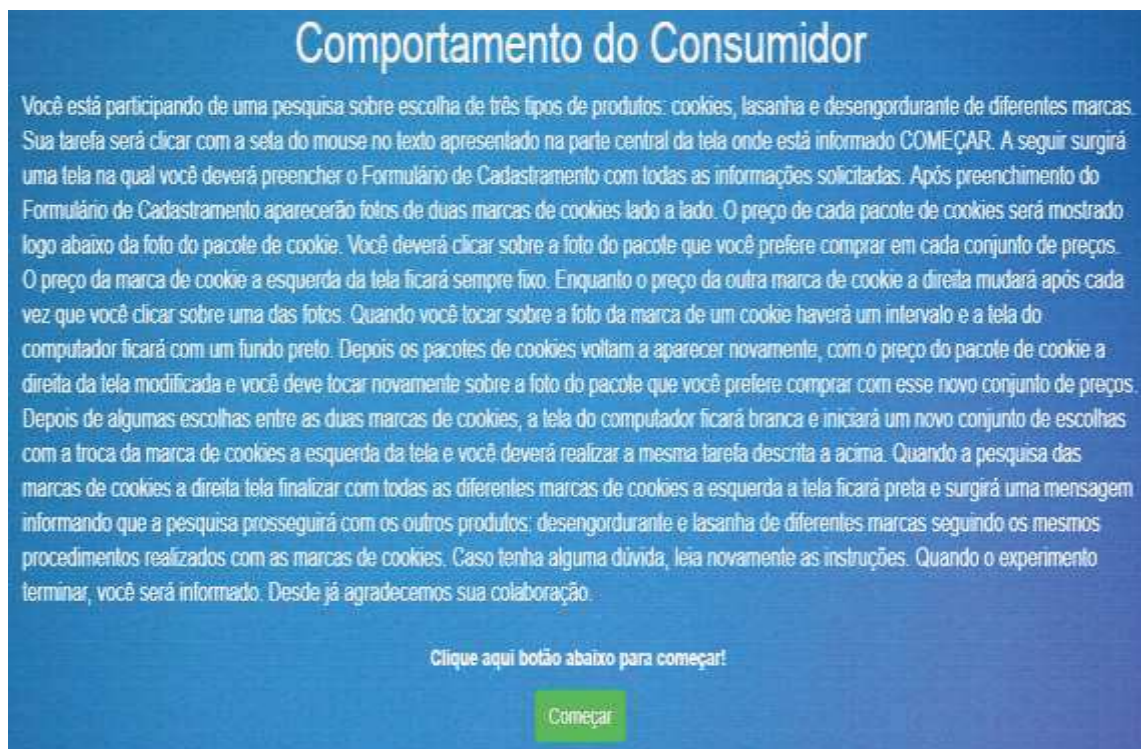 Comportamento do Consumidor
Você está participando de uma pesquisa sobre escolha de três tipos de produtos: cookies, lasanha e desengordurante de diferentes marcas.
Sua tarefa será clicar com a seta do mouse no texto apresentado na parte central da tela onde está informado COMEÇAR. A seguir surgirá
uma tela na qual você deverá preencher o Formulário de Cadastramento com todas as informações solicitadas. Após preenchimento do
Formulário de Cadastramento aparecerão fotos de duas marcas de cookies lado a lado. O preço de cada pacote de cookies será mostrado
logo abaixo da foto do pacote de cookie. Você deverá clicar sobre a foto do pacote que você prefere comprar em cada conjunto de preços.
O preço da marca de cookie a esquerda da tela ficará sempre fixo. Enquanto o preço da outra marca de cookie a direita mudará após cada
vez que você clicar sobre uma das fotos. Quando você tocar sobre a foto da marca de um cookie haverá um intervalo e a tela do
computador ficará com um fundo preto. Depois os pacotes de cookies voltam a aparecer novamente, com o preço do pacote de cookie a
direita da tela modificada e você deve tocar novamente sobre a foto do pacote que você prefere comprar com esse novo conjunto de preços.
Depois de algumas escolhas entre as duas marcas de cookies, a tela do computador ficará branca e iniciará um novo conjunto de escolhas
com a troca da marca de cookies a esquerda da tela e você deverá realizar a mesma tarefa descrita a acima. Quando a pesquisa das
marcas de cookies a direita tela finalizar com todas as diferentes marcas de cookies a esquerda a tela ficará preta e surgirá uma mensagem
informando que a pesquisa prosseguirá com os outros produtos: desengordurante e lasanha de diferentes marcas seguindo os mesmos
procedimentos realizados com as marcas de cookies. Caso tenha alguma dúvida, leia novamente as instruções. Quando o experimento
terminar, você será informado. Desde já agradecemos sua colaboração.
Clique aqui botão abaixo para começar!
Começar